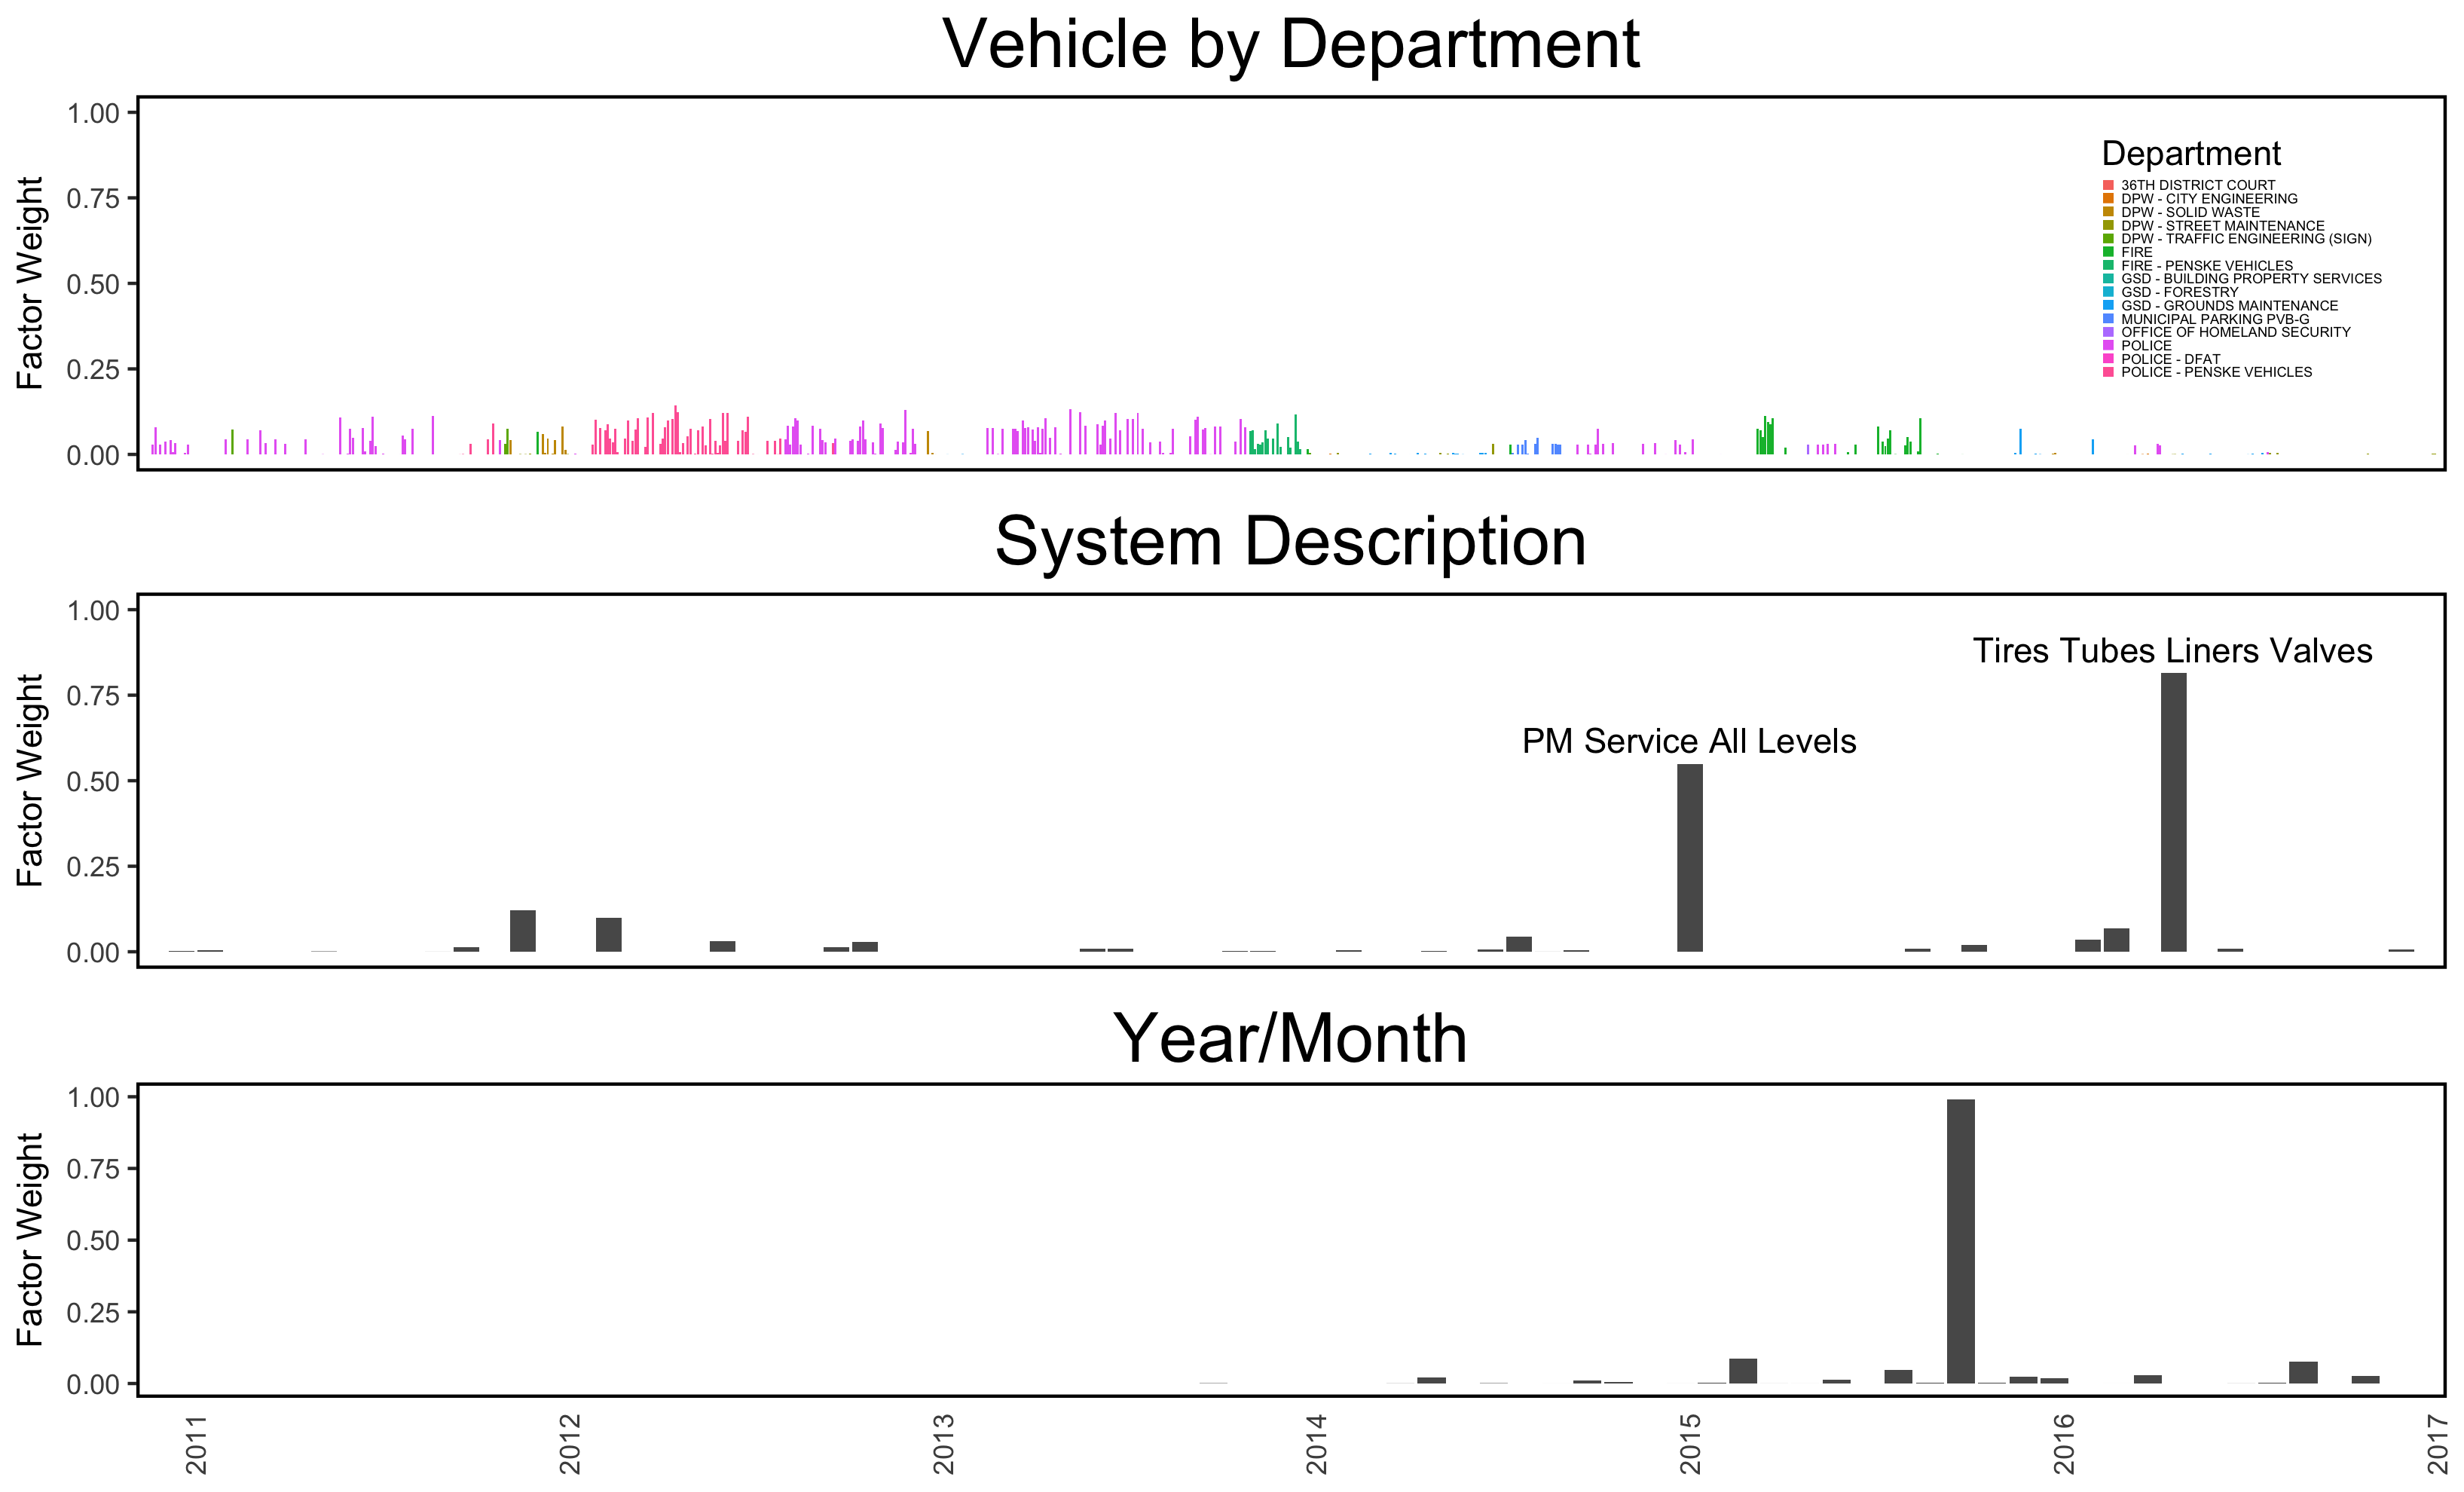 Vehicle by Department
Factor Weight
1.00
0.75
0.50
0.25
0.00
Department
36TH DISTRICT COURT
DPW - CITY ENGINEERING
DPW - SOLID WASTE
DPW - STREET MAINTENANCE
DPW - TRAFFIC ENGINEERING (SIGN)
FIRE
FIRE - PENSKE VEHICLES
GSD - BUILDING PROPERTY SERVICES
GSD - FORESTRY
GSD - GROUNDS MAINTENANCE
MUNICIPAL PARKING PVB-G
OFFICE OF HOMELAND SECURITY
POLICE
POLICE - DFAT
POLICE - PENSKE VEHICLES
System Description
Factor Weight
1.00
0.75
0.50
0.25
0.00
Tires Tubes Liners Valves
PM Service All Levels
Year/Month
Factor Weight
1.00
0.75
0.50
0.25
0.00
2011
2012
2013
2014
2015
2016
2017